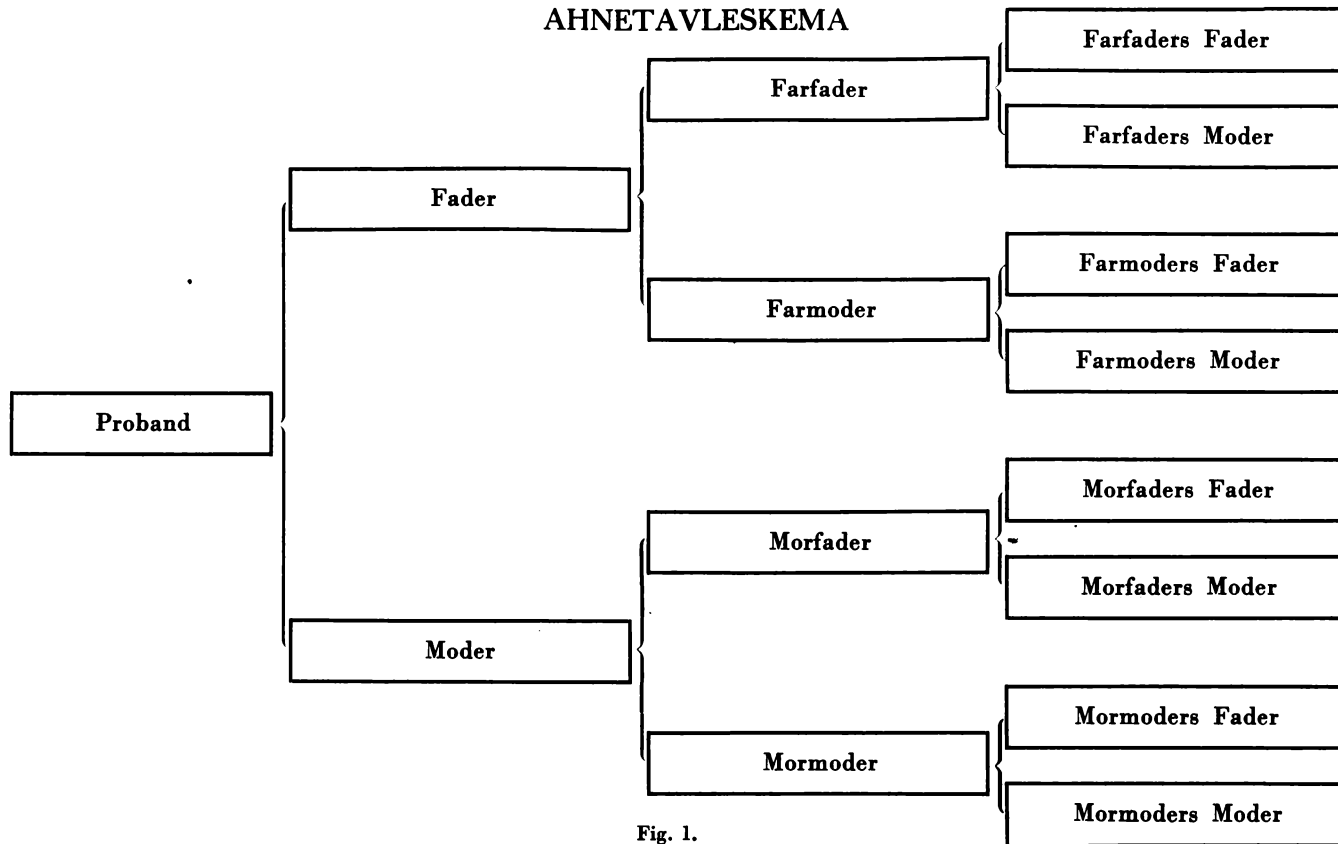 AHNETAVLESKEMA
Proband
Fader
Moder
Farfader
Farmoder
Morfader
Mormoder
Farfaders Fader
Farfaders Moder
Farmoders Fader
Farmoders Moder
Morfaders Fader
Morfaders Moder
Mormoders Fader
Mormoders Moder
Fig. 1.